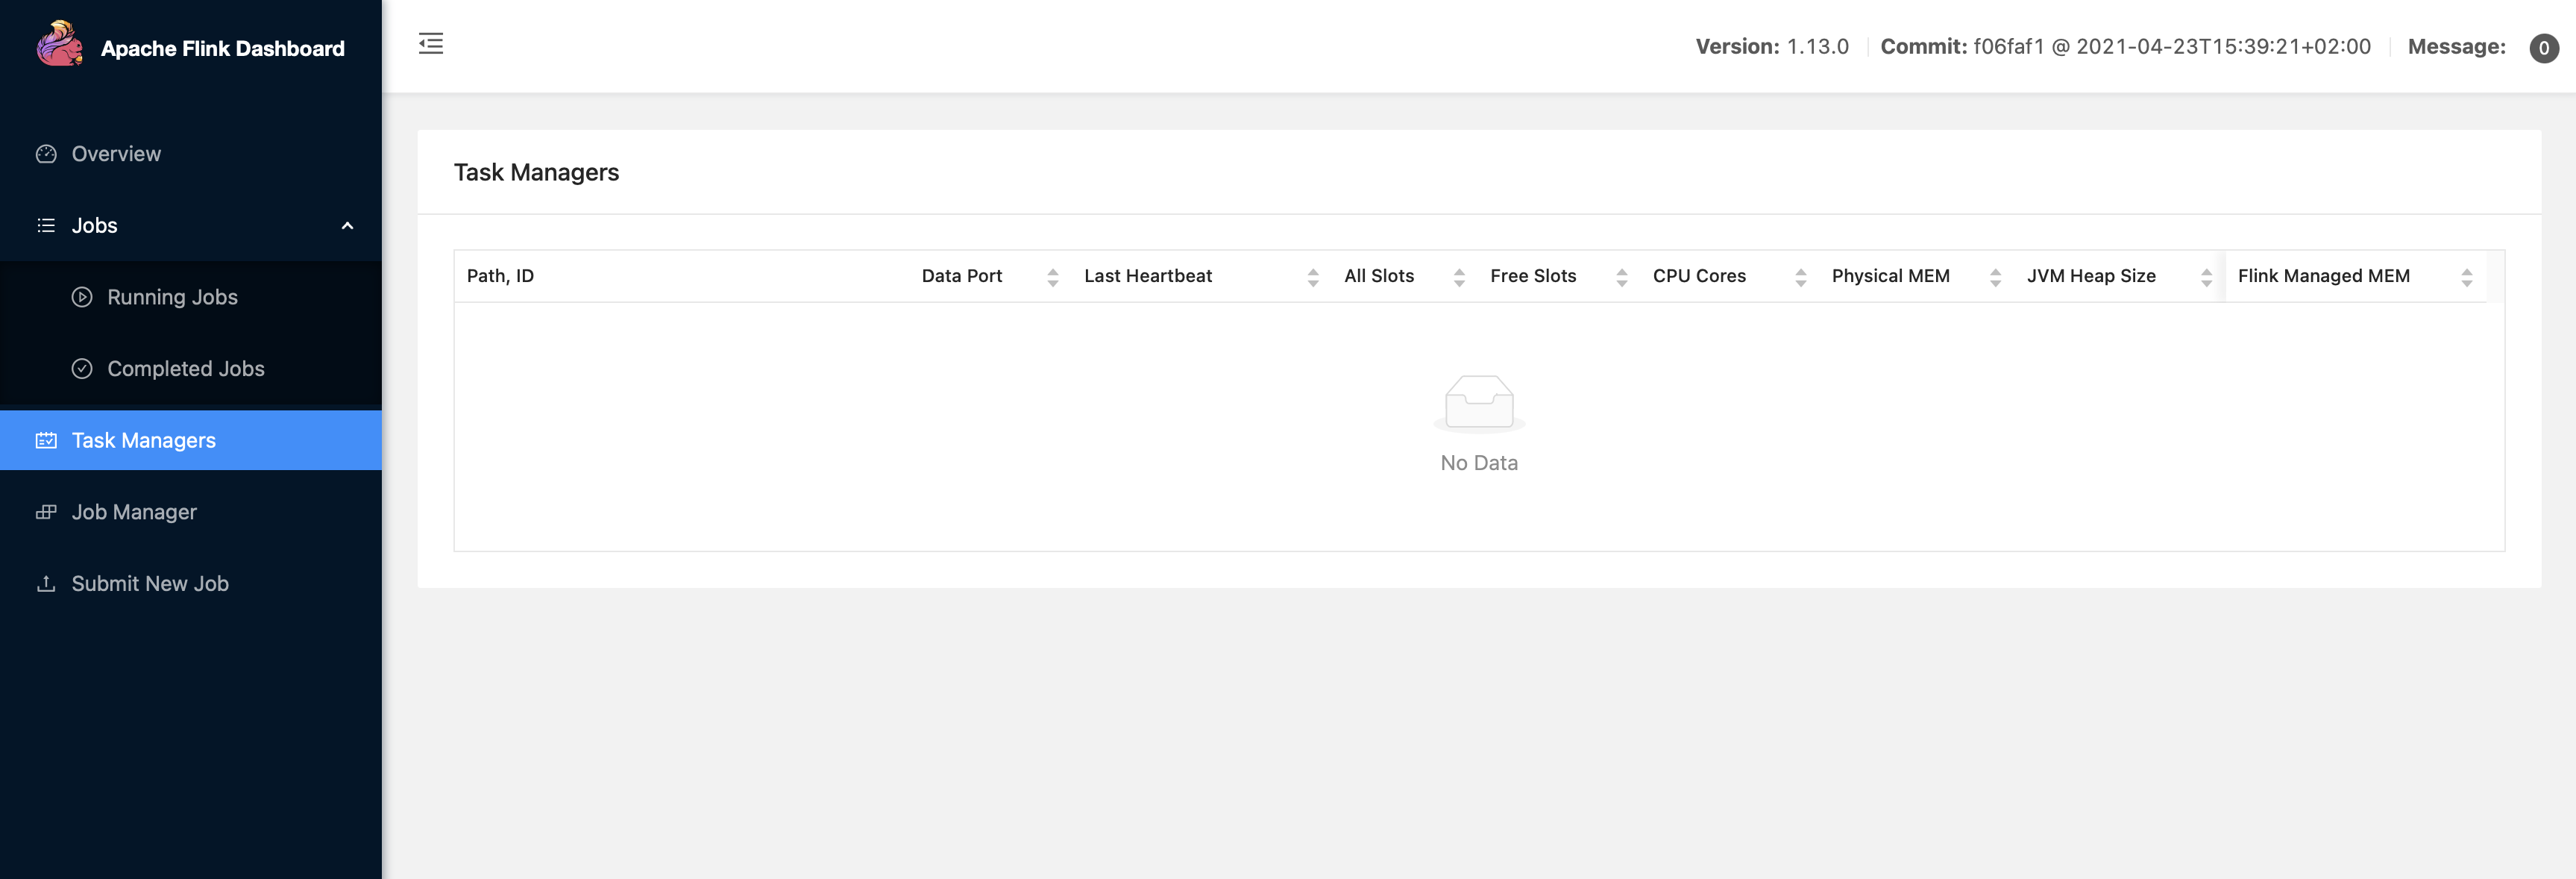 Apache Flink Dashboard
Version: 1.13.0 Commit: f06faf1 @ 2021-04-23T15:39:21+02:00 Message: 0
Overview
Jobs
Running Jobs
Completed Jobs
Task Managers
Job Manager
Submit New Job
Task Managers
Path, ID Data Port Last Heartbeat All Slots Free Slots CPU Cores Physical MEM JVM Heap Size Flink Managed MEM
No Data